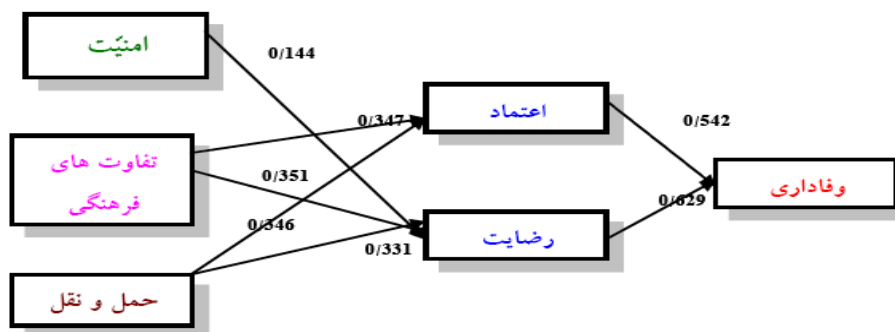 امنیّت
0/144
اعتماد
0/347
0/542
تفاوت های
فرهنگی
0/351
وفاداری
0/629
0/346
رضایت
0/331
حمل و نقل